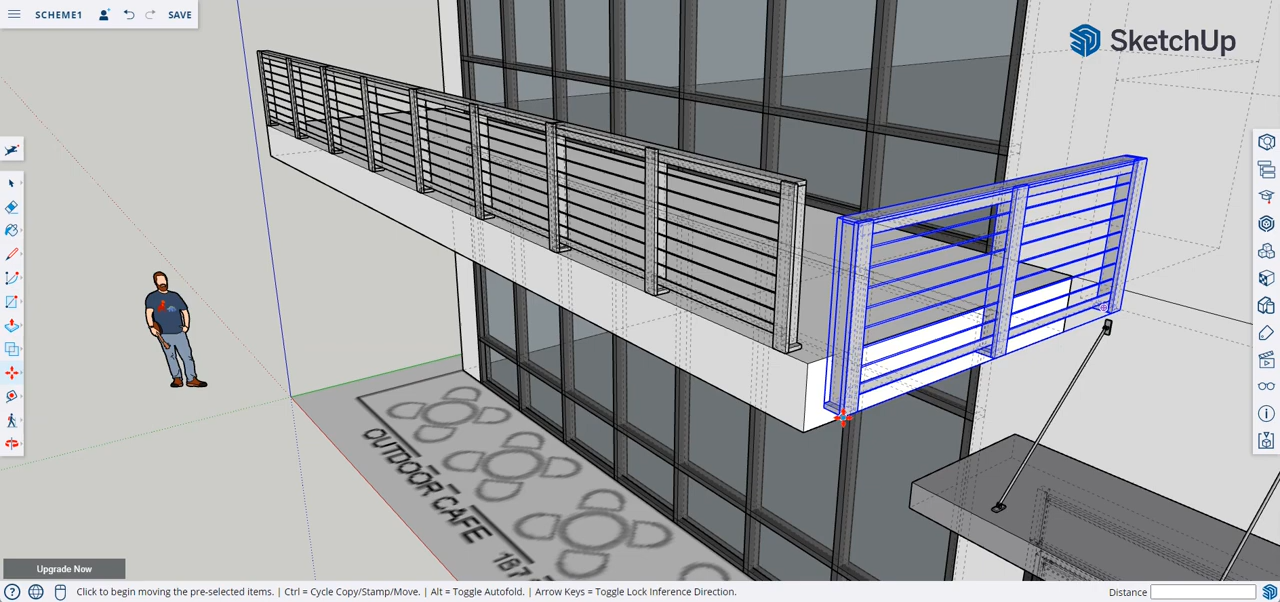 SCHEME1
SAVE
SketchUp
OUTDOOR CAFE
167
Upgrade Now
Click to begin moving the pre-selected items. | Ctrl = Cycle Copy/Stamp/Move. | Alt = Toggle Autofold. | Arrow Keys = Toggle Lock Inference Direction.
Distance